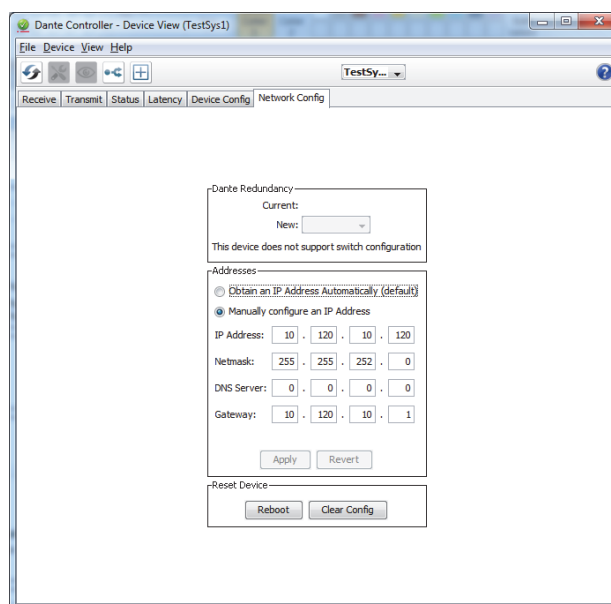 Dante Controller - Device View (TestSys1)
File Device View Help
TestSy...
?
Receive Transmit Status Latency Device Config Network Config
Dante Redundancy
Current:
New:
This device does not support switch configuration
Addresses
Obtain an IP Address Automatically (default)
Manually configure an IP Address
IP Address: 10 . 120 . 10 . 120
Netmask: 255 . 255 . 252 . 0
DNS Server: 0 . 0 . 0 . 0
Gateway: 10 . 120 . 10 . 1
Apply Revert
Reset Device
Reboot Clear Config